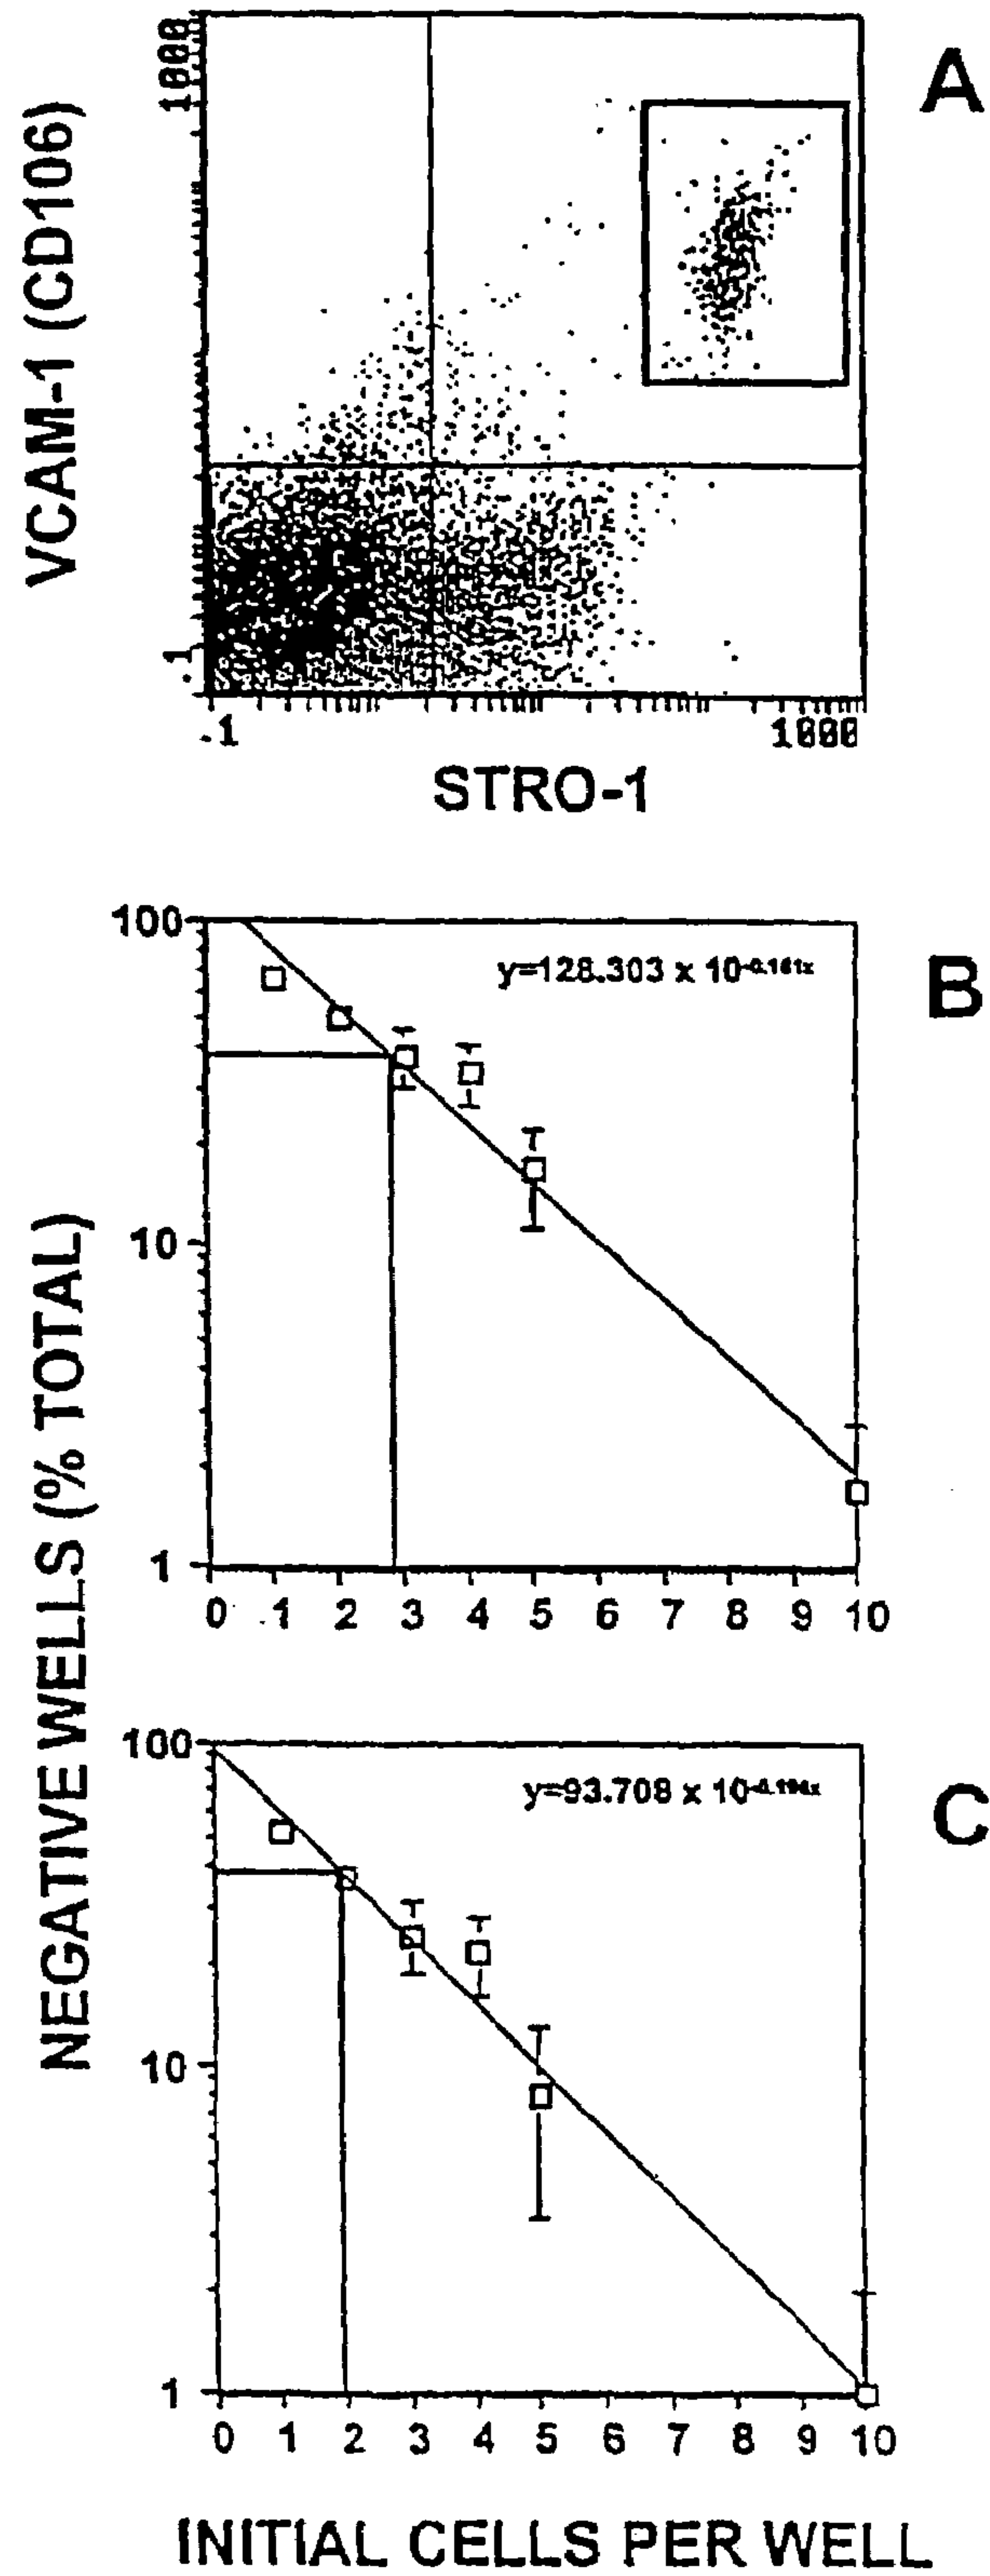 A
VCAM-1 (CD106)
1000
1
1
1000
STRO-1
B
NEGATIVE WELLS (% TOTAL)
100
10
1
y=128.303 x 10-0.161x
0 1 2 3 4 5 6 7 8 9 10
C
100
10
1
y=93.708 x 10
0 1 2 3 4 5 6 7 8 9 10
INITIAL CELLS PER WELL